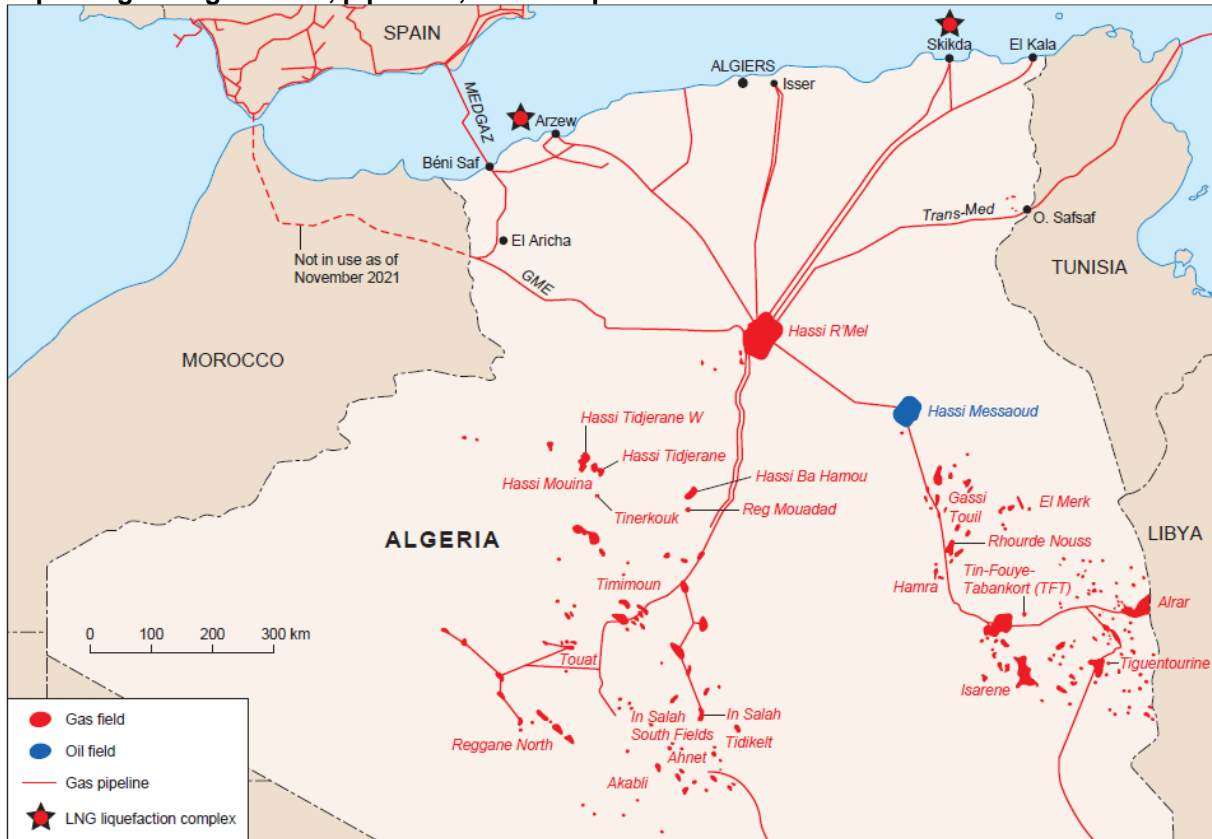 SPAIN
Skikda
El Kala
ALGIERS
Isser
MEDGAZ
Arzew
Béni Saf
Trans-Med
O. Safsaf
El Aricha
Not in use as of
November 2021
GME
TUNISIA
Hassi R'Mel
MOROCCO
Hassi Messaoud
Hassi Tidjerane W
Hassi Tidjerane
Hassi Mouina
Hassi Ba Hamou
Tinerkouk
Reg Mouadad
Gassi
Touil
El Merk
ALGERIA
LIBYA
Rhourde Nouss
Timimoun
Hamra
Tin-Fouye-
Tabankort (TFT)
Alrar
0 100 200 300 km
Touat
Tiguentourine
Isarene
In Salah
South Fields
In Salah
Tidikelt
Reggane North
Ahnet
Akabli
Gas field
Oil field
Gas pipeline
LNG liquefaction complex